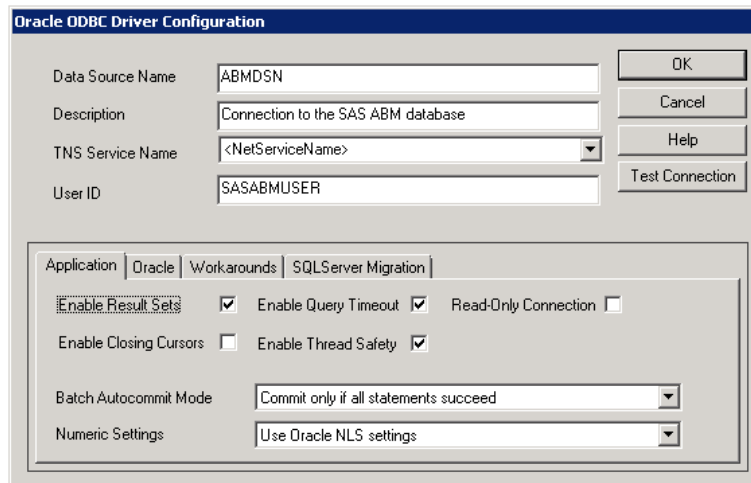 Oracle ODBC Driver Configuration
Data Source Name ABMDSN OK
Description Connection to the SAS ABM database Cancel
TNS Service Name <NetServiceName> Help
User ID SASABMUSER Test Connection
Application Oracle Workarounds SQLServer Migration
Enable Result Sets Enable Query Timeout Read-Only Connection
Enable Closing Cursors Enable Thread Safety
Batch Autocommit Mode Commit only if all statements succeed
Numeric Settings Use Oracle NLS settings